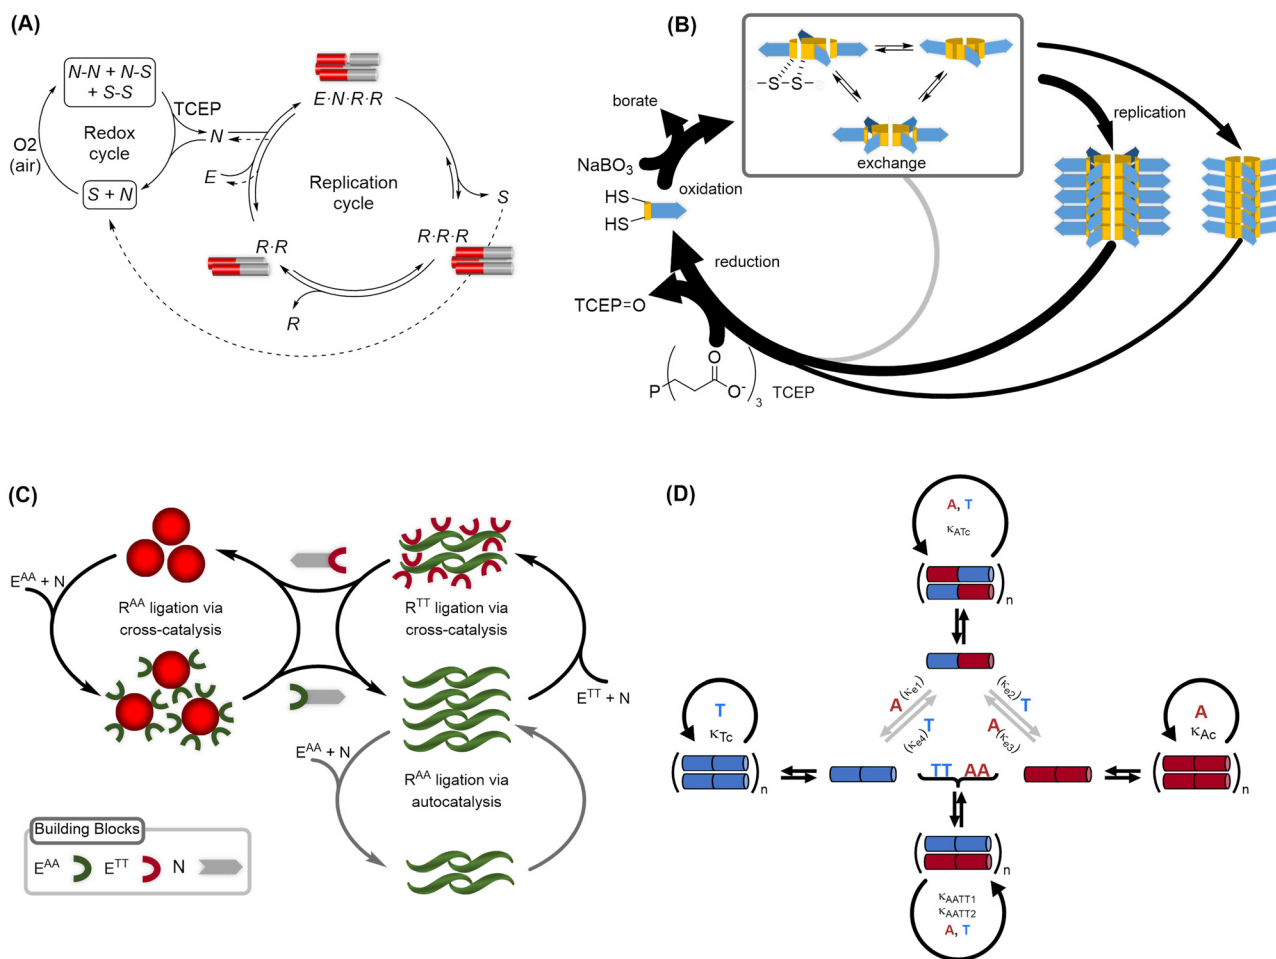 (A)
N-N + N-S
+ S-S
TCEP
O2
(air)
Redox
cycle
S + N
N
E
E·N·R·R
Replication
cycle
S
R·R
R·R·R
R
(B)
borate
NaBO₃
HS
HS
oxidation
S–S
exchange
replication
reduction
TCEP=O
O
P
O⁻
3
TCEP
(C)
Eᴬᴬ + N
Rᴬᴬ ligation via
cross-catalysis
Rᵀᵀ ligation via
cross-catalysis
Eᵀᵀ + N
Eᴬᴬ + N
Rᴬᴬ ligation via
autocatalysis
Building Blocks
Eᴬᴬ
Eᵀᵀ
N
(D)
A, T
κATc
n
A(κe1)
(κe2)T
(κe4)T
A(κe3)
T
κTc
n
TT AA
A
κAc
n
n
κAATT1
κAATT2
A, T